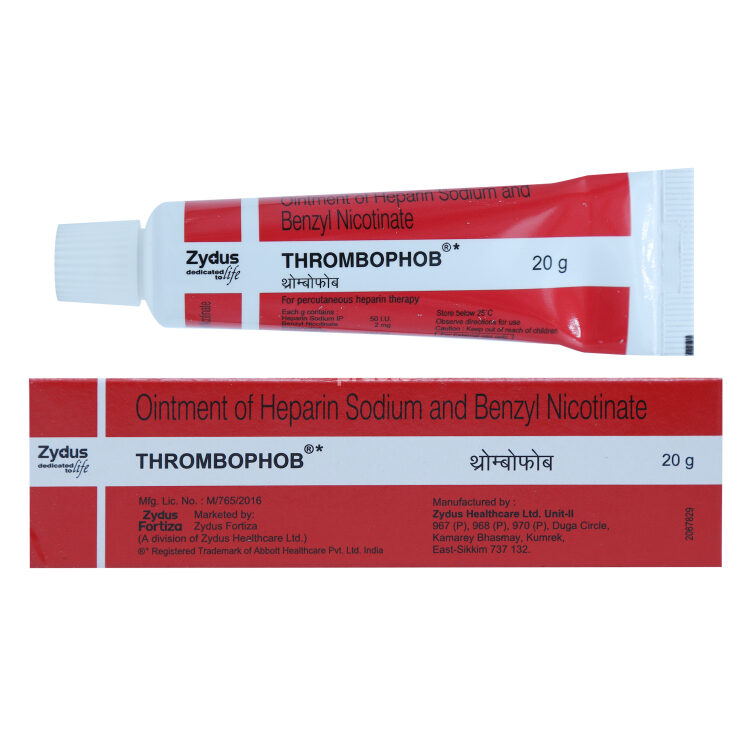 Ointment of Heparin Sodium and
Benzyl Nicotinate
Zydus
dedicated
to life
THROMBOPHOB®*
20 g
थ्रोम्बोफोब
For percutaneous heparin therapy
Each g contains
Heparin Sodium IP 50 I.U.
Benzyl Nicotinate 2 mg
Store below 25°C
Observe directions for use
Caution : Keep out of reach of children
Ointment of Heparin Sodium and Benzyl Nicotinate
Zydus
dedicated
to life
THROMBOPHOB®*
थ्रोम्बोफोब
20 g
Mfg. Lic. No. : M/765/2016
Zydus
Fortiza
Marketed by:
Zydus Fortiza
(A division of Zydus Healthcare Ltd.)
®* Registered Trademark of Abbott Healthcare Pvt. Ltd. India
Manufactured by :
Zydus Healthcare Ltd. Unit-II
967 (P), 968 (P), 970 (P), Duga Circle,
Kamarey Bhasmay, Kumrek,
East-Sikkim 737 132.
2067829